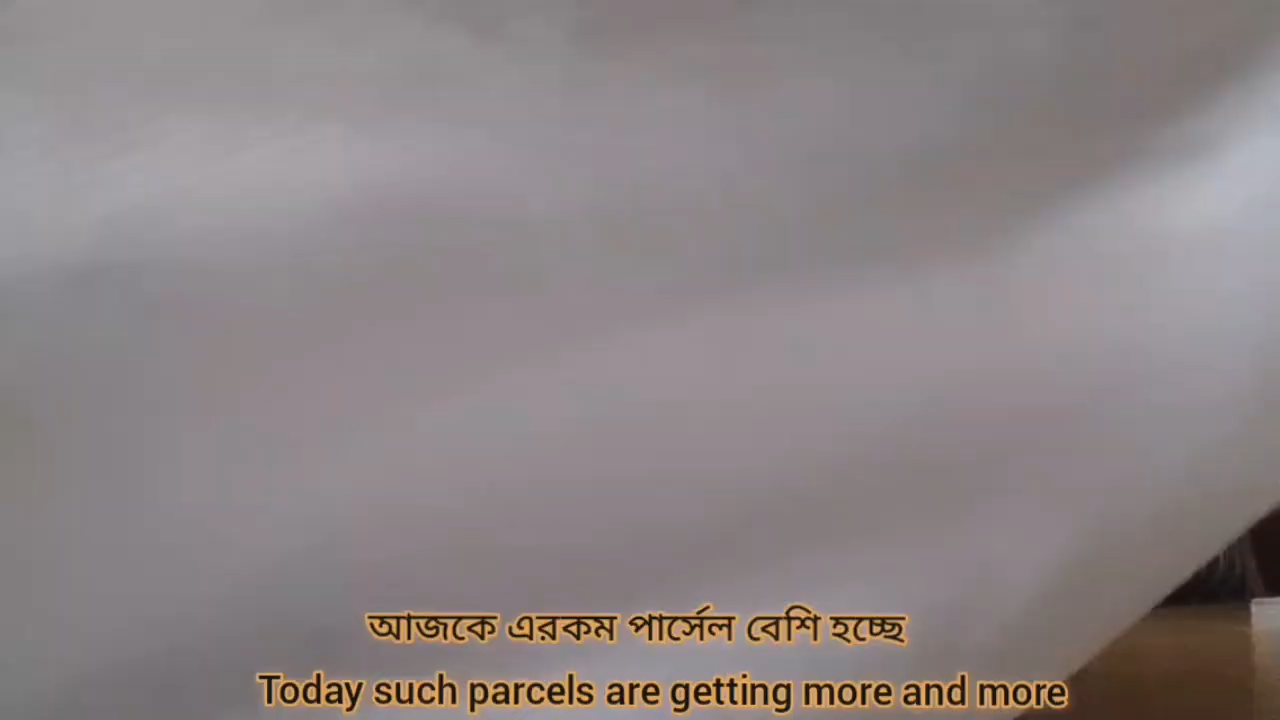 আজকে এরকম পার্সেল বেশি হচ্ছে
Today such parcels are getting more and more